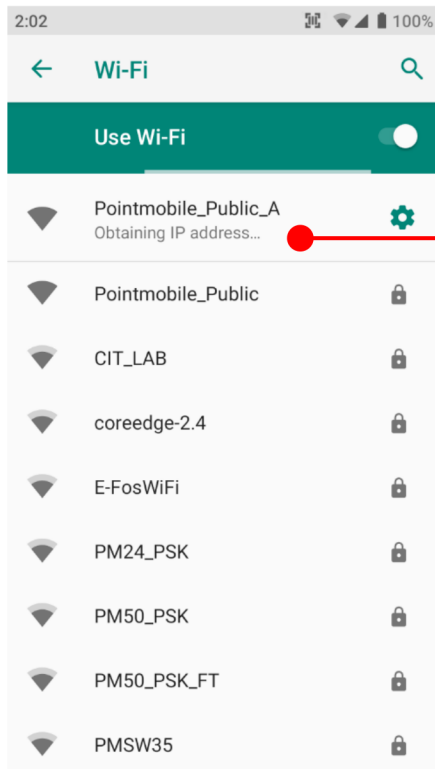 2:02
100%
Wi-Fi
Use Wi-Fi
Pointmobile_Public_A
Obtaining IP address...
Pointmobile_Public
CIT_LAB
coreedge-2.4
E-FosWiFi
PM24_PSK
PM50_PSK
PM50_PSK_FT
PMSW35